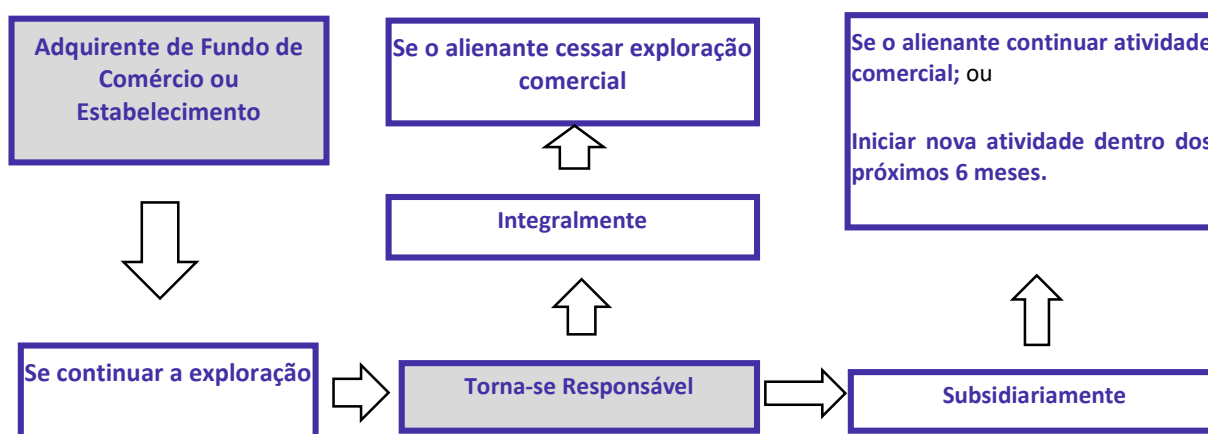 Adquirente de Fundo de
Comércio ou
Estabelecimento
Se o alienante cessar exploração
comercial
Se o alienante continuar atividade
comercial; ou
Iniciar nova atividade dentro dos
próximos 6 meses.
Integralmente
Se continuar a exploração
Torna-se Responsável
Subsidiariamente